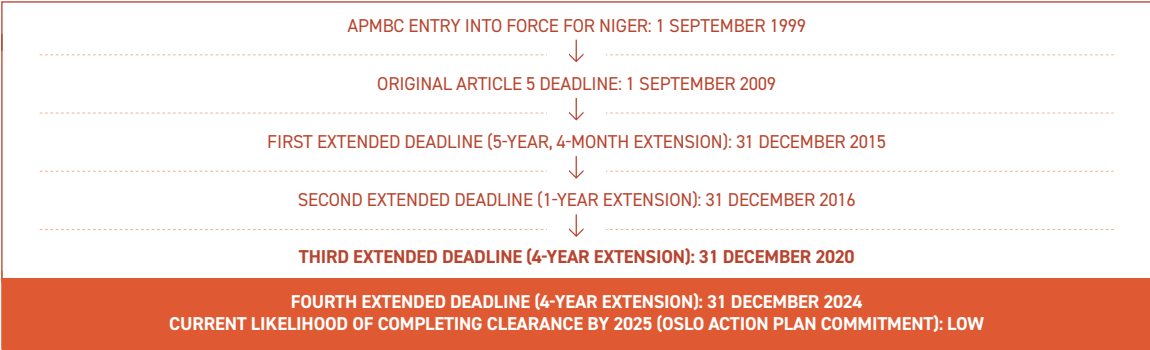 APMBC ENTRY INTO FORCE FOR NIGER: 1 SEPTEMBER 1999
ORIGINAL ARTICLE 5 DEADLINE: 1 SEPTEMBER 2009
FIRST EXTENDED DEADLINE (5-YEAR, 4-MONTH EXTENSION): 31 DECEMBER 2015
SECOND EXTENDED DEADLINE (1-YEAR EXTENSION): 31 DECEMBER 2016
THIRD EXTENDED DEADLINE (4-YEAR EXTENSION): 31 DECEMBER 2020
FOURTH EXTENDED DEADLINE (4-YEAR EXTENSION): 31 DECEMBER 2024
CURRENT LIKELIHOOD OF COMPLETING CLEARANCE BY 2025 (OSLO ACTION PLAN COMMITMENT): LOW